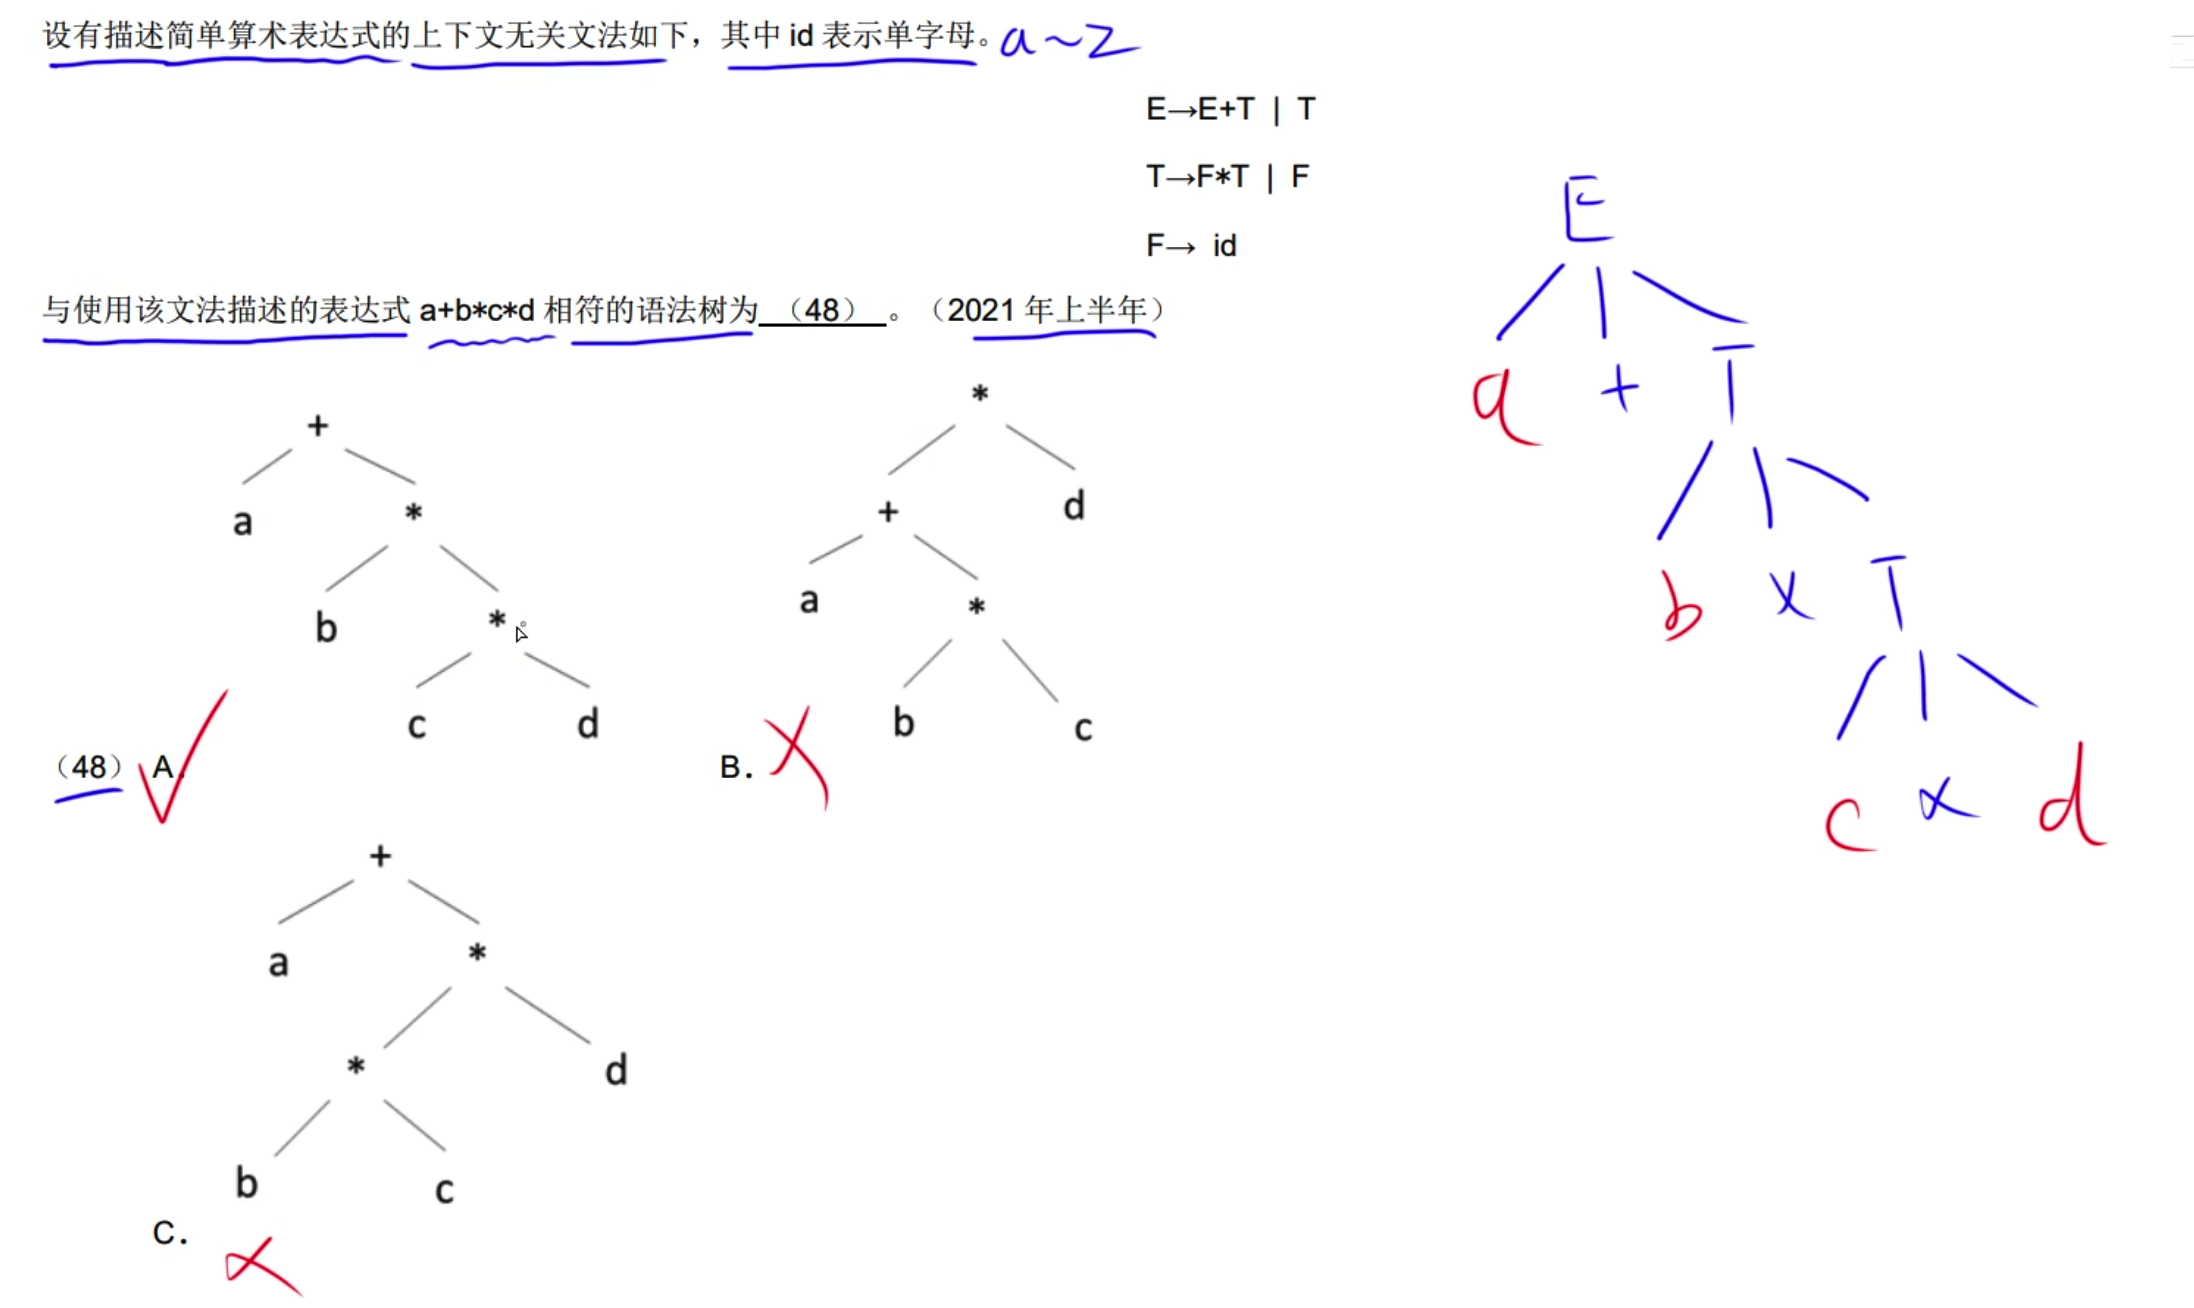 设有描述简单算术表达式的上下文无关文法如下，其中 id 表示单字母。a~z
E→E+T | T
T→F*T | F
F→ id
与使用该文法描述的表达式 a+b*c*d 相符的语法树为 （48） 。（2021 年上半年）
+
a *
b *
c d
（48） A.
*
+ d
a *
b c
B.
+
a *
* d
b c
C.
E
a + T
b x T
c x d